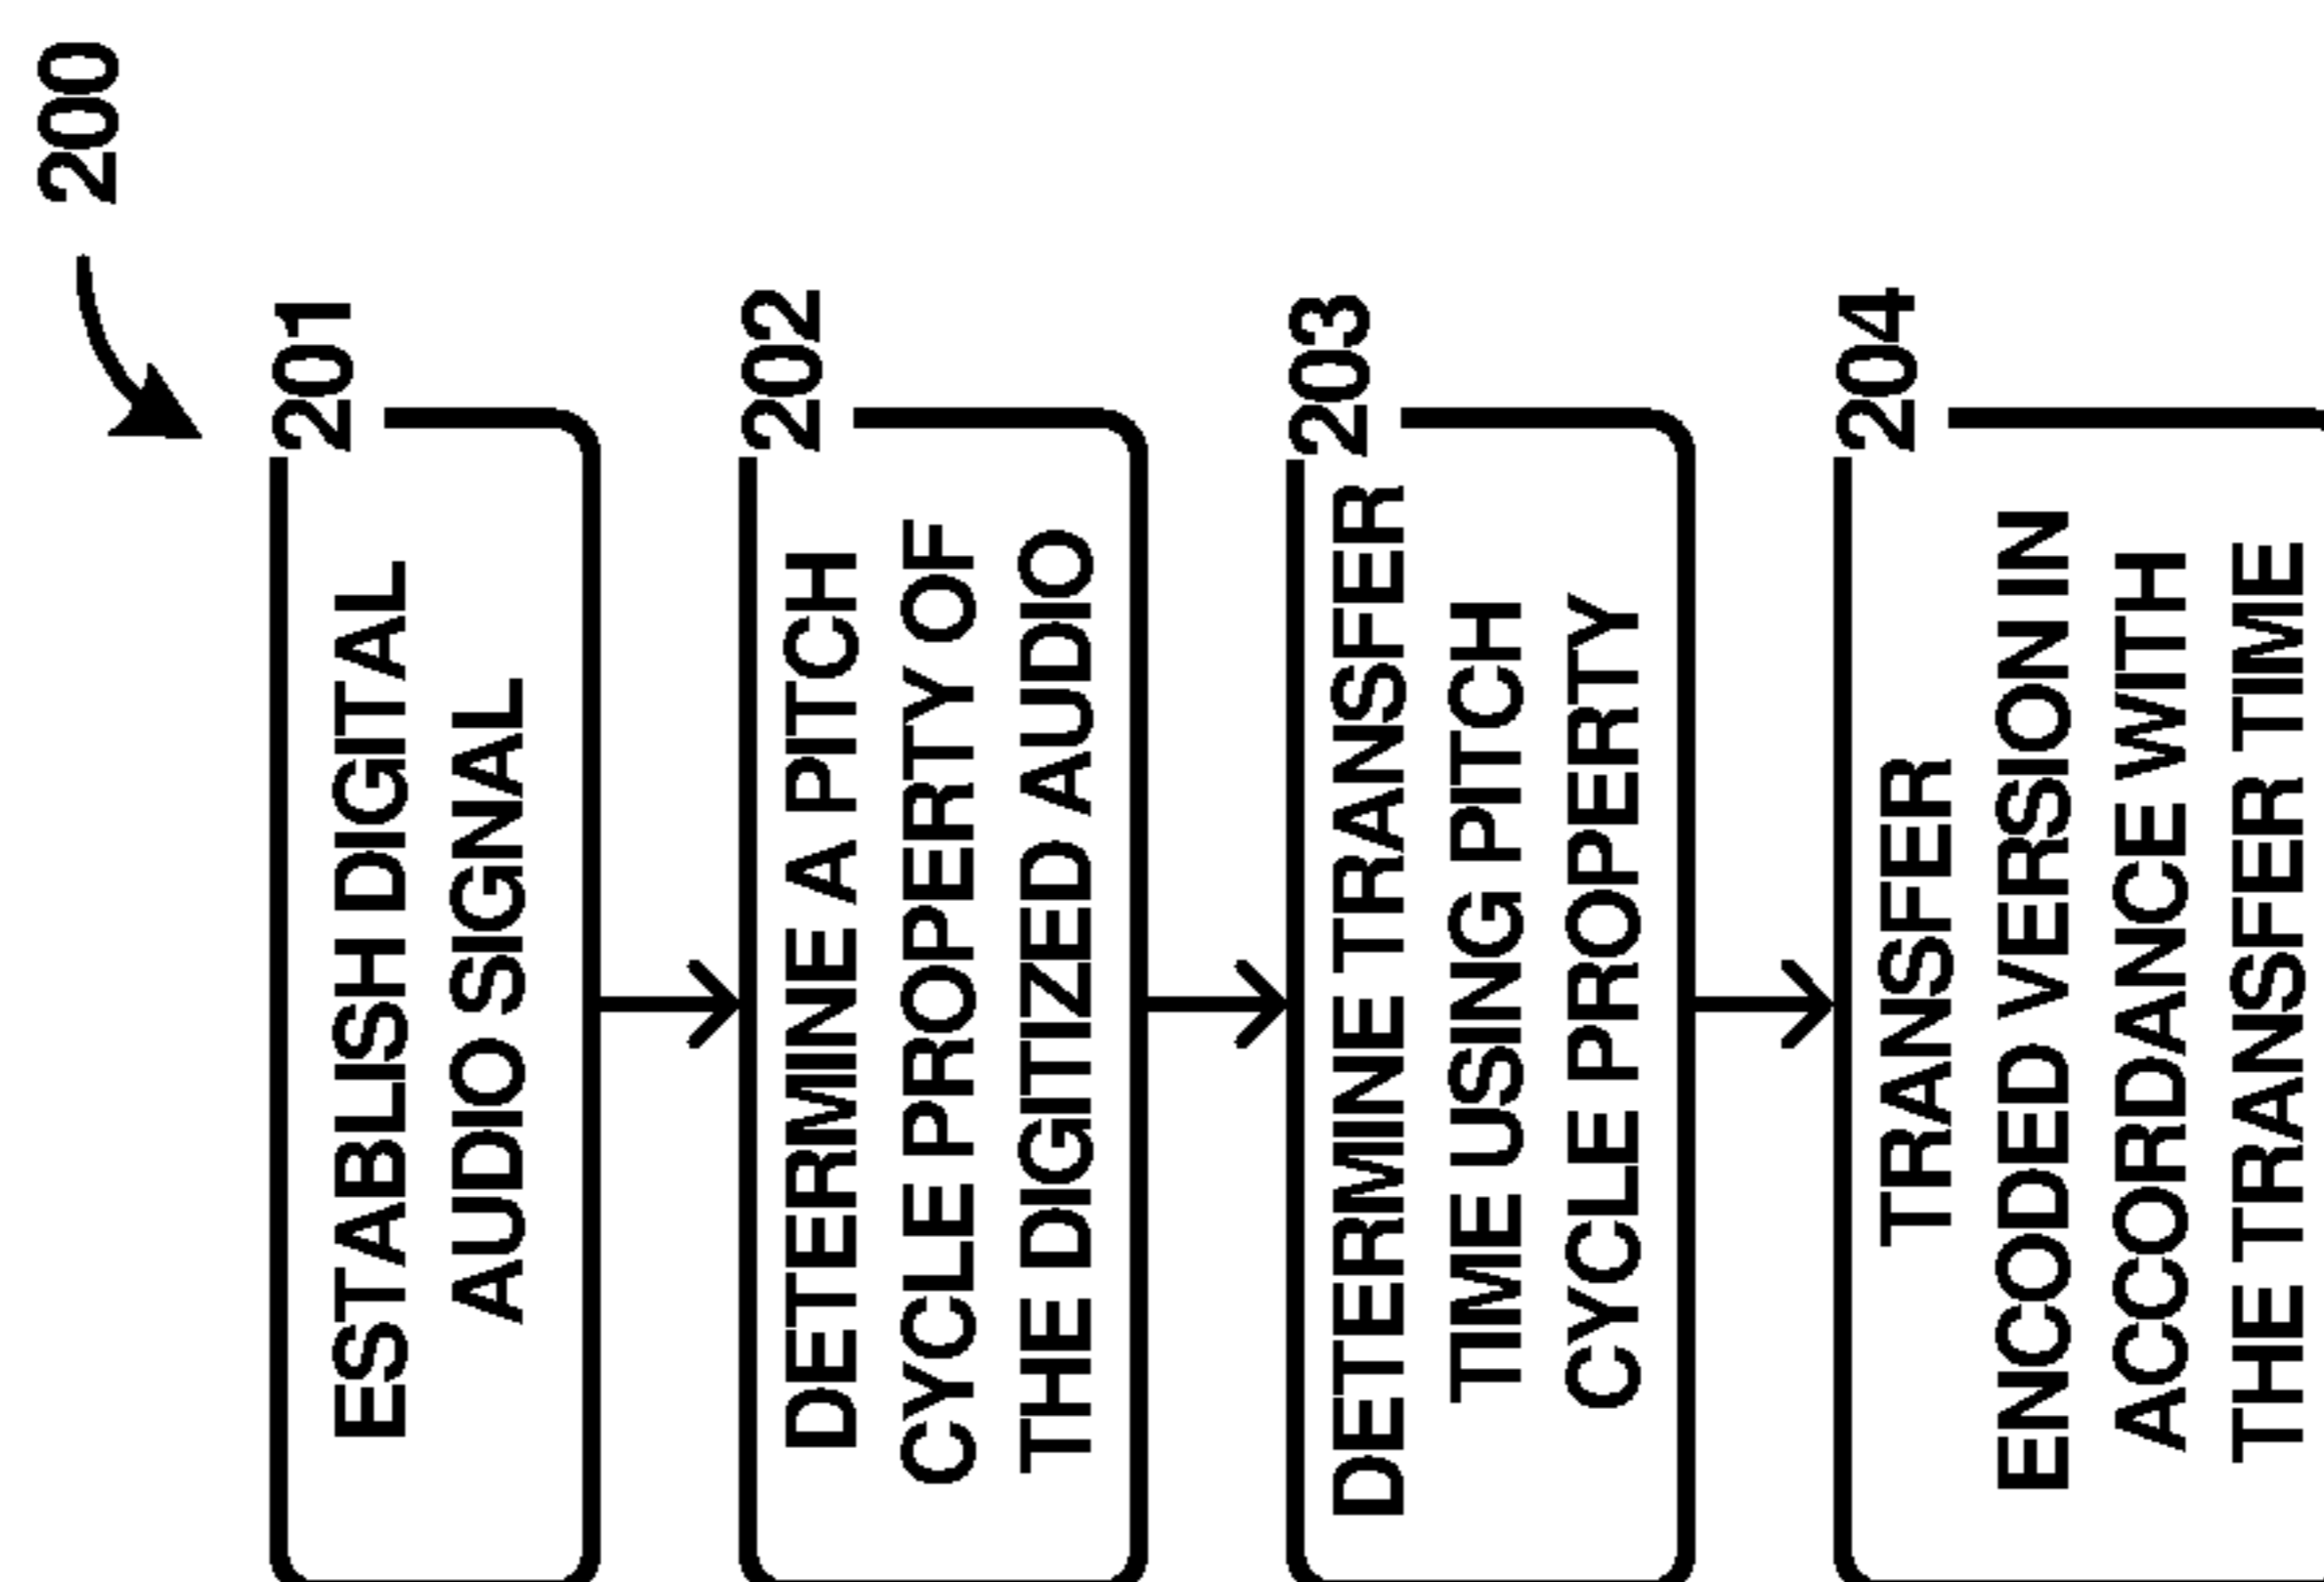 200
201
ESTABLISH DIGITAL
AUDIO SIGNAL
202
DETERMINE A PITCH
CYCLE PROPERTY OF
THE DIGITIZED AUDIO
203
DETERMINE TRANSFER
TIME USING PITCH
CYCLE PROPERTY
204
TRANSFER
ENCODED VERSION IN
ACCORDANCE WITH
THE TRANSFER TIME